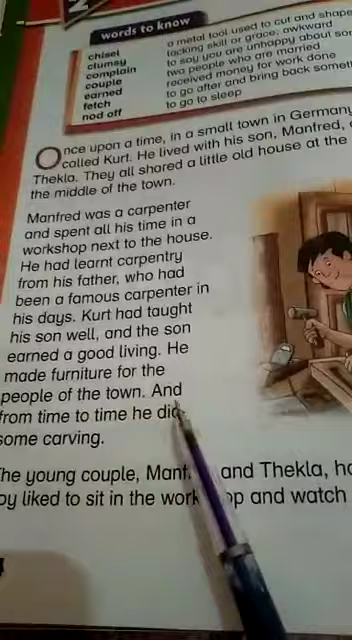 words to know
chisel a metal tool used to cut and shape
clumsy lacking skill or grace, awkward
complain to say you are unhappy about
couple two people who are married
earned received money for work done
fetch to go after and bring back
nod off to go to sleep
Once upon a time, in a small town in Germany
called Kurt. He lived with his son, Manfred,
Thekla. They all shared a little old house at the
the middle of the town.
Manfred was a carpenter
and spent all his time in a
workshop next to the house.
He had learnt carpentry
from his father, who had
been a famous carpenter in
his days. Kurt had taught
his son well, and the son
earned a good living. He
made furniture for the
people of the town. And
from time to time he did
some carving.
he young couple, Manf and Thekla, ha
oy liked to sit in the work op and watch